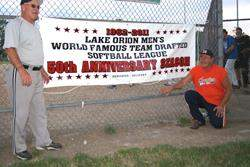 1962-2011
LAKE ORION MEN'S
WORLD FAMOUS TEAM DRAFTED
SOFTBALL LEAGUE
50th ANNIVERSARY SEASON